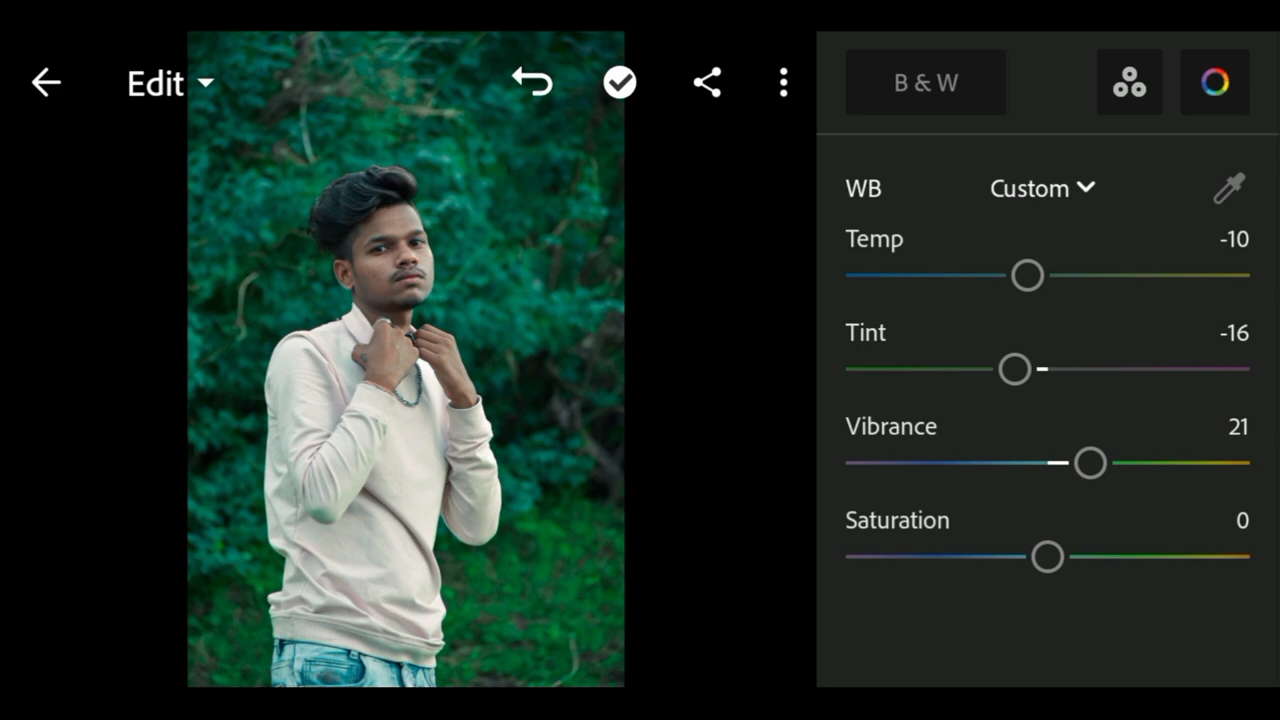 Edit
B & W
WB Custom
Temp -10
Tint -16
Vibrance 21
Saturation 0